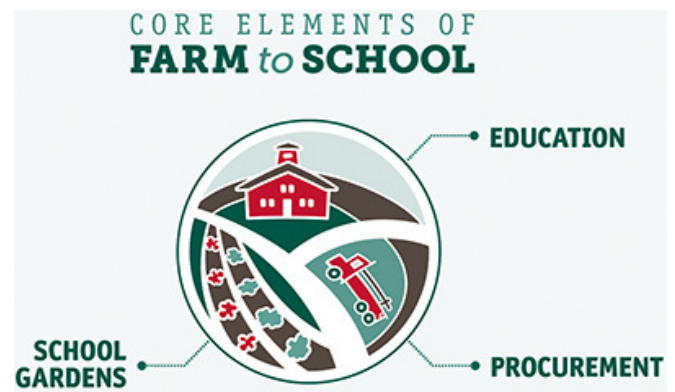 CORE ELEMENTS OF
FARM to SCHOOL
EDUCATION
SCHOOL
GARDENS
PROCUREMENT